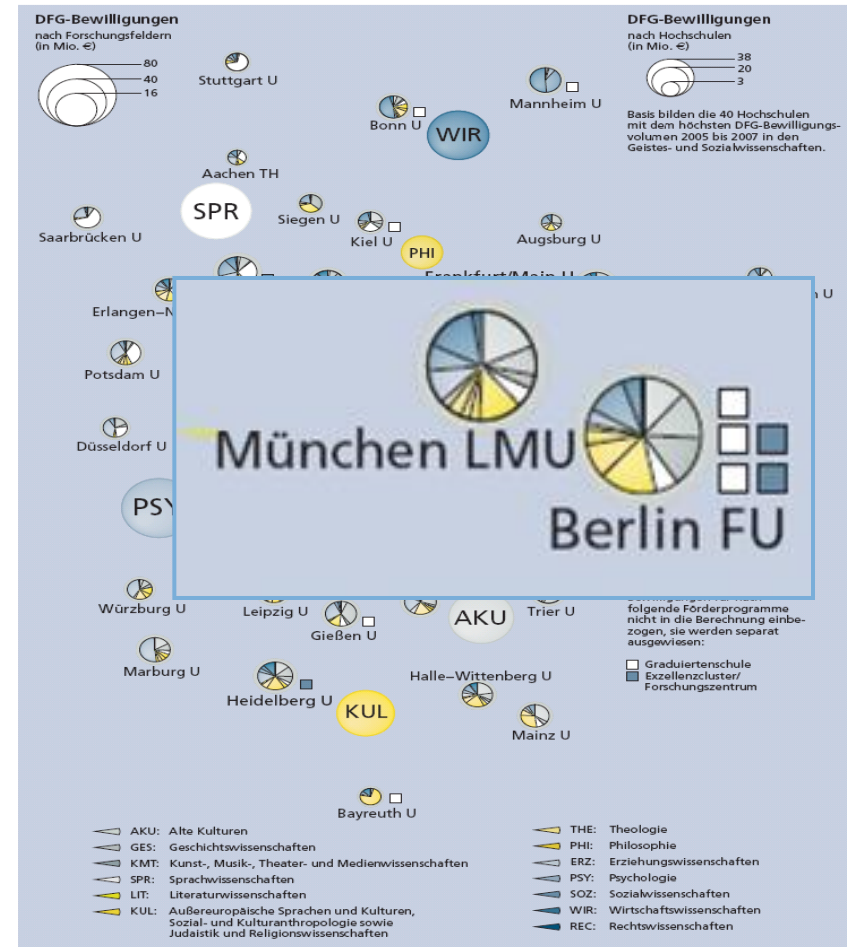 DFG-Bewilligungen
nach Forschungsfeldern
(in Mio. €)
80
40
16
DFG-Bewilligungen
nach Hochschulen
(in Mio. €)
38
20
3
Basis bilden die 40 Hochschulen
mit dem höchsten DFG-Bewilligungs-
volumen 2005 bis 2007 in den
Geistes- und Sozialwissenschaften.
Stuttgart U
Mannheim U
Bonn U
WIR
Aachen TH
SPR
Siegen U
Saarbrücken U
Kiel U
Augsburg U
PHI
Frankfurt/Main U
Erlangen–N
U
Potsdam U
Düsseldorf U
München LMU
Berlin FU
PSY
Würzburg U
Leipzig U
Gießen U
AKU
Trier U
folgende Förderprogramme
nicht in die Berechnung einbe-
zogen, sie werden separat
ausgewiesen:
Graduiertenschule
Exzellenzcluster/
Forschungszentrum
Marburg U
Heidelberg U
Halle–Wittenberg U
KUL
Mainz U
Bayreuth U
AKU: Alte Kulturen
GES: Geschichtswissenschaften
KMT: Kunst-, Musik-, Theater- und Medienwissenschaften
SPR: Sprachwissenschaften
LIT: Literaturwissenschaften
KUL: Außereuropäische Sprachen und Kulturen,
Sozial- und Kulturanthropologie sowie
Judaistik und Religionswissenschaften
THE: Theologie
PHI: Philosophie
ERZ: Erziehungswissenschaften
PSY: Psychologie
SOZ: Sozialwissenschaften
WIR: Wirtschaftswissenschaften
REC: Rechtswissenschaften